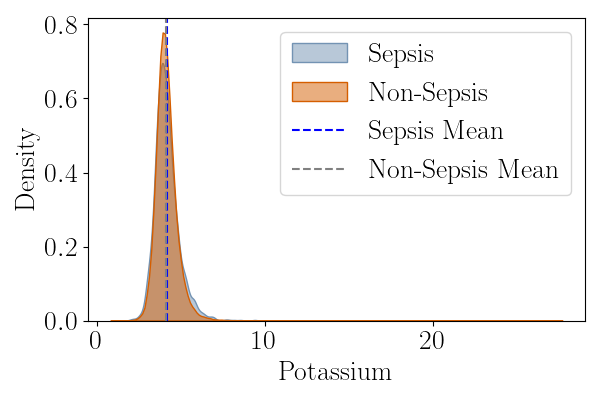 0.8
0.6
0.4
0.2
0.0
Density
Sepsis
Non-Sepsis
Sepsis Mean
Non-Sepsis Mean
0 10 20
Potassium